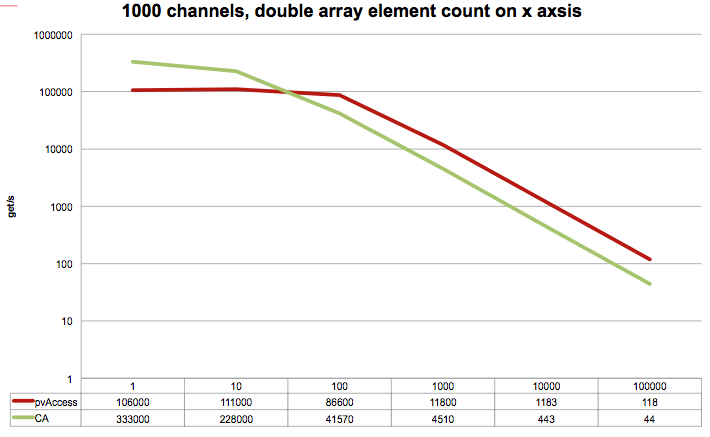 1000 channels, double array element count on x axsis
1000000
100000
10000
1000
100
10
1
get/s
1 10 100 1000 10000 100000
pvAccess 106000 111000 86600 11800 1183 118
CA 333000 228000 41570 4510 443 44